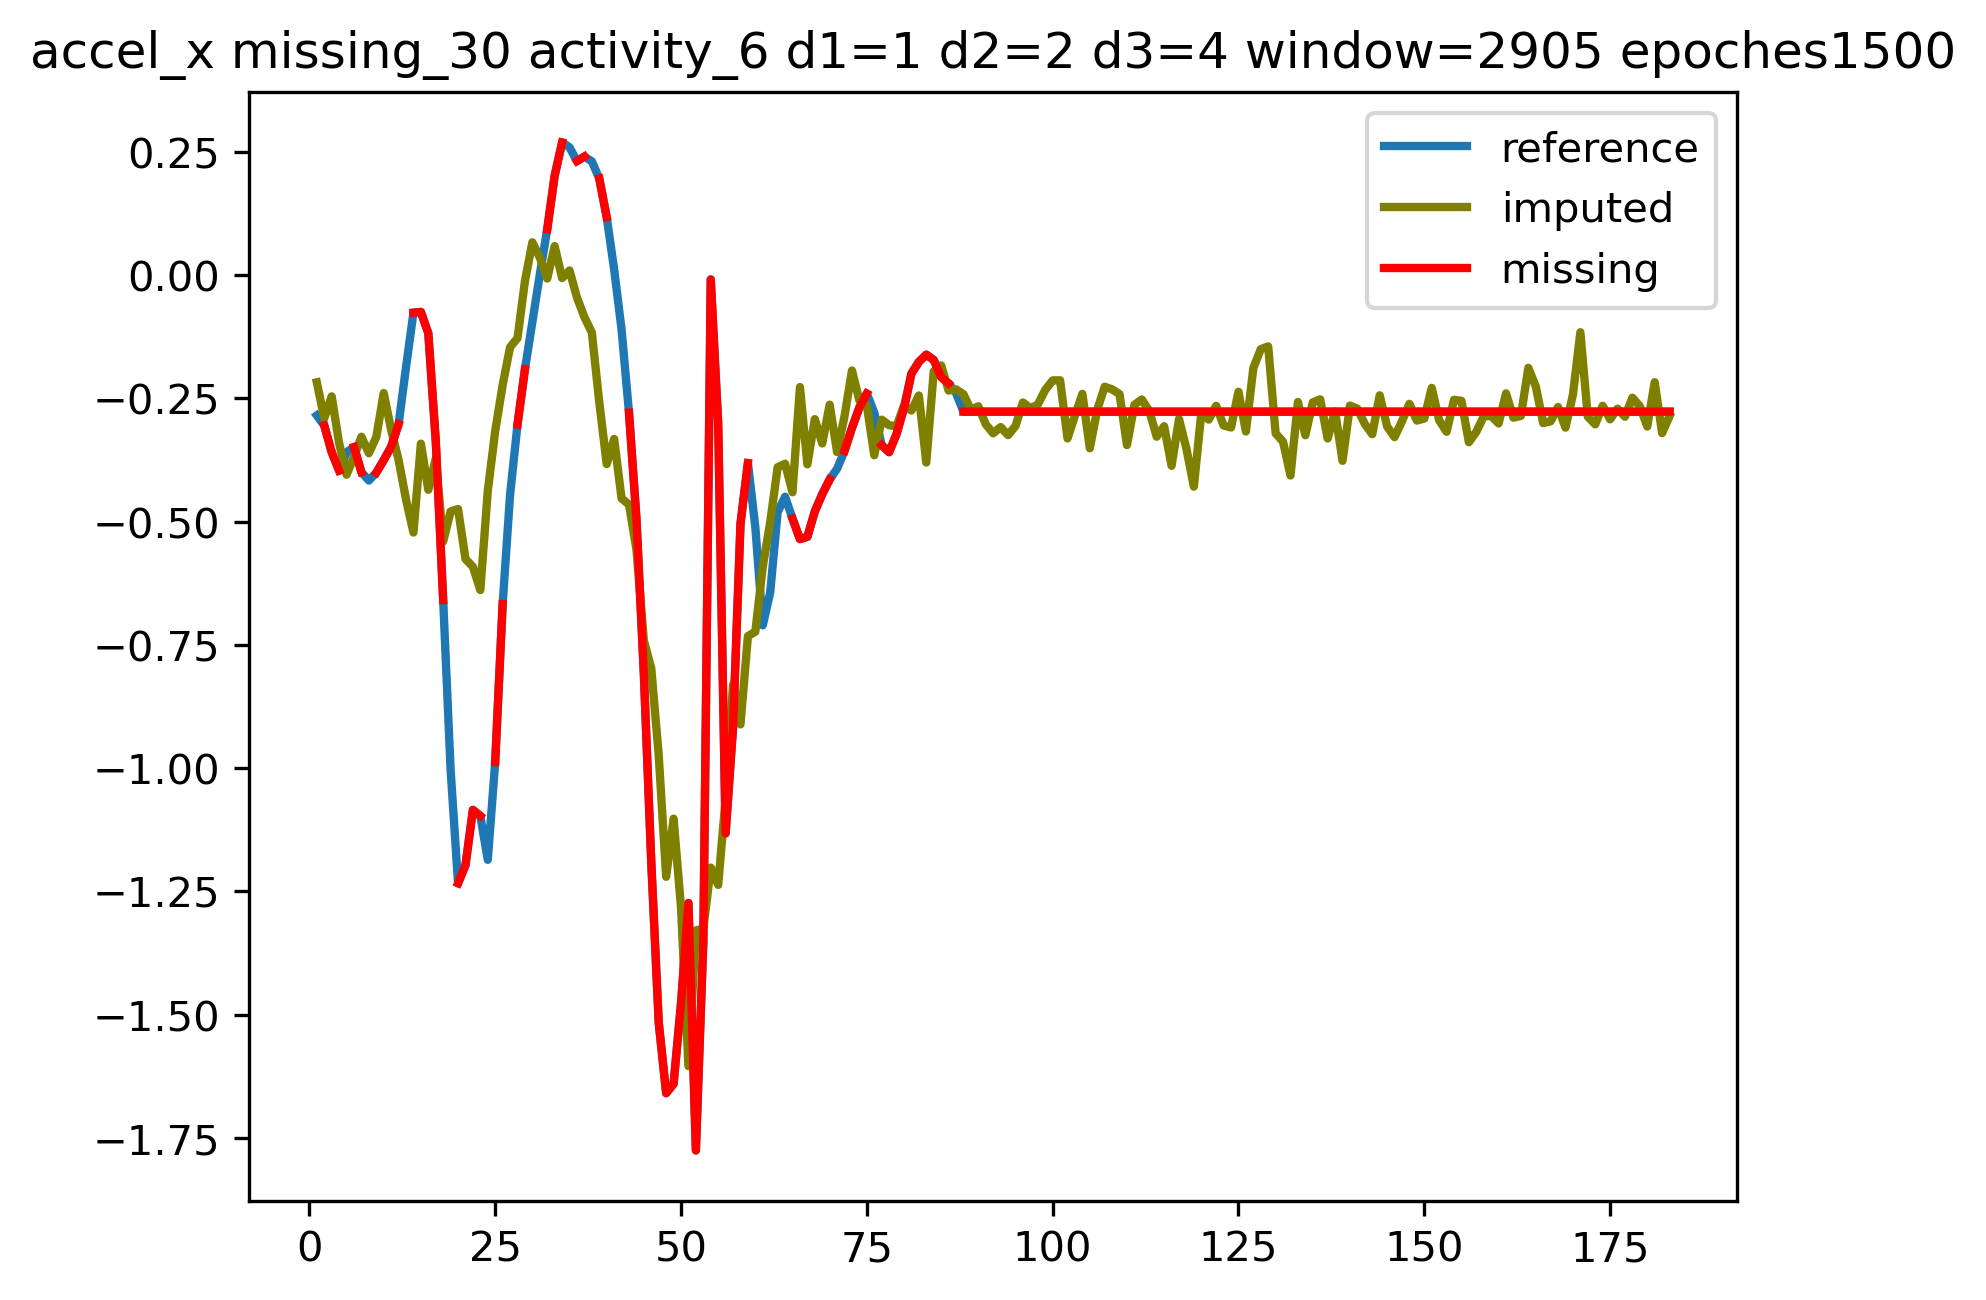 accel_x missing_30 activity_6 d1=1 d2=2 d3=4 window=2905 epoches1500
reference
imputed
missing
0.25
0.00
−0.25
−0.50
−0.75
−1.00
−1.25
−1.50
−1.75
0 25 50 75 100 125 150 175